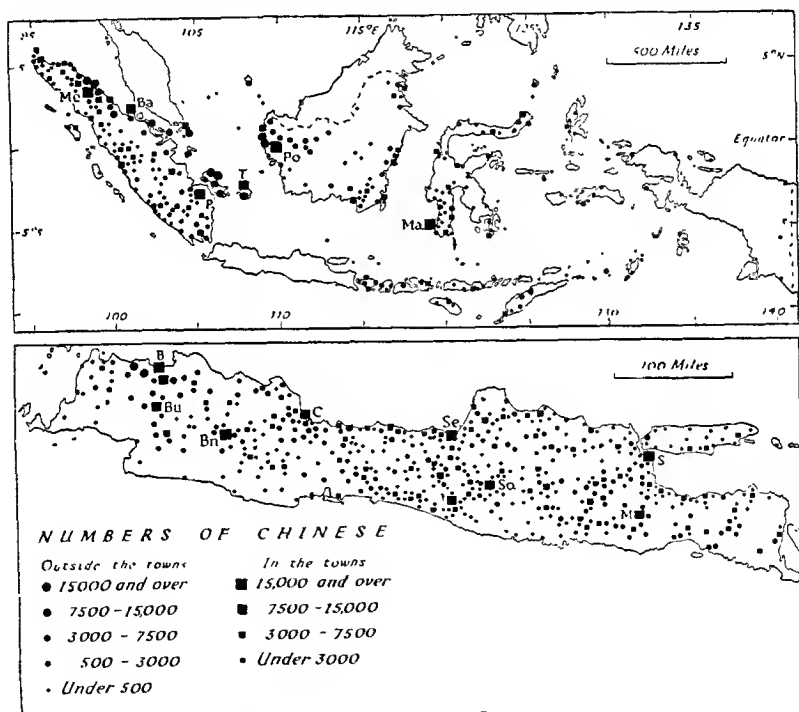 105 115°E 125° 135
500 Miles
5°N
Me Ba
Po
Equator
T
P
Ma
5°S
100 110 130 140
B
100 Miles
Bu
C
Bn
Se
S
So
M
NUMBERS OF CHINESE
Outside the towns In the towns
15000 and over 15,000 and over
7500-15,000 7500-15,000
3000 - 7500 3000 - 7500
500 - 3000 Under 3000
Under 500